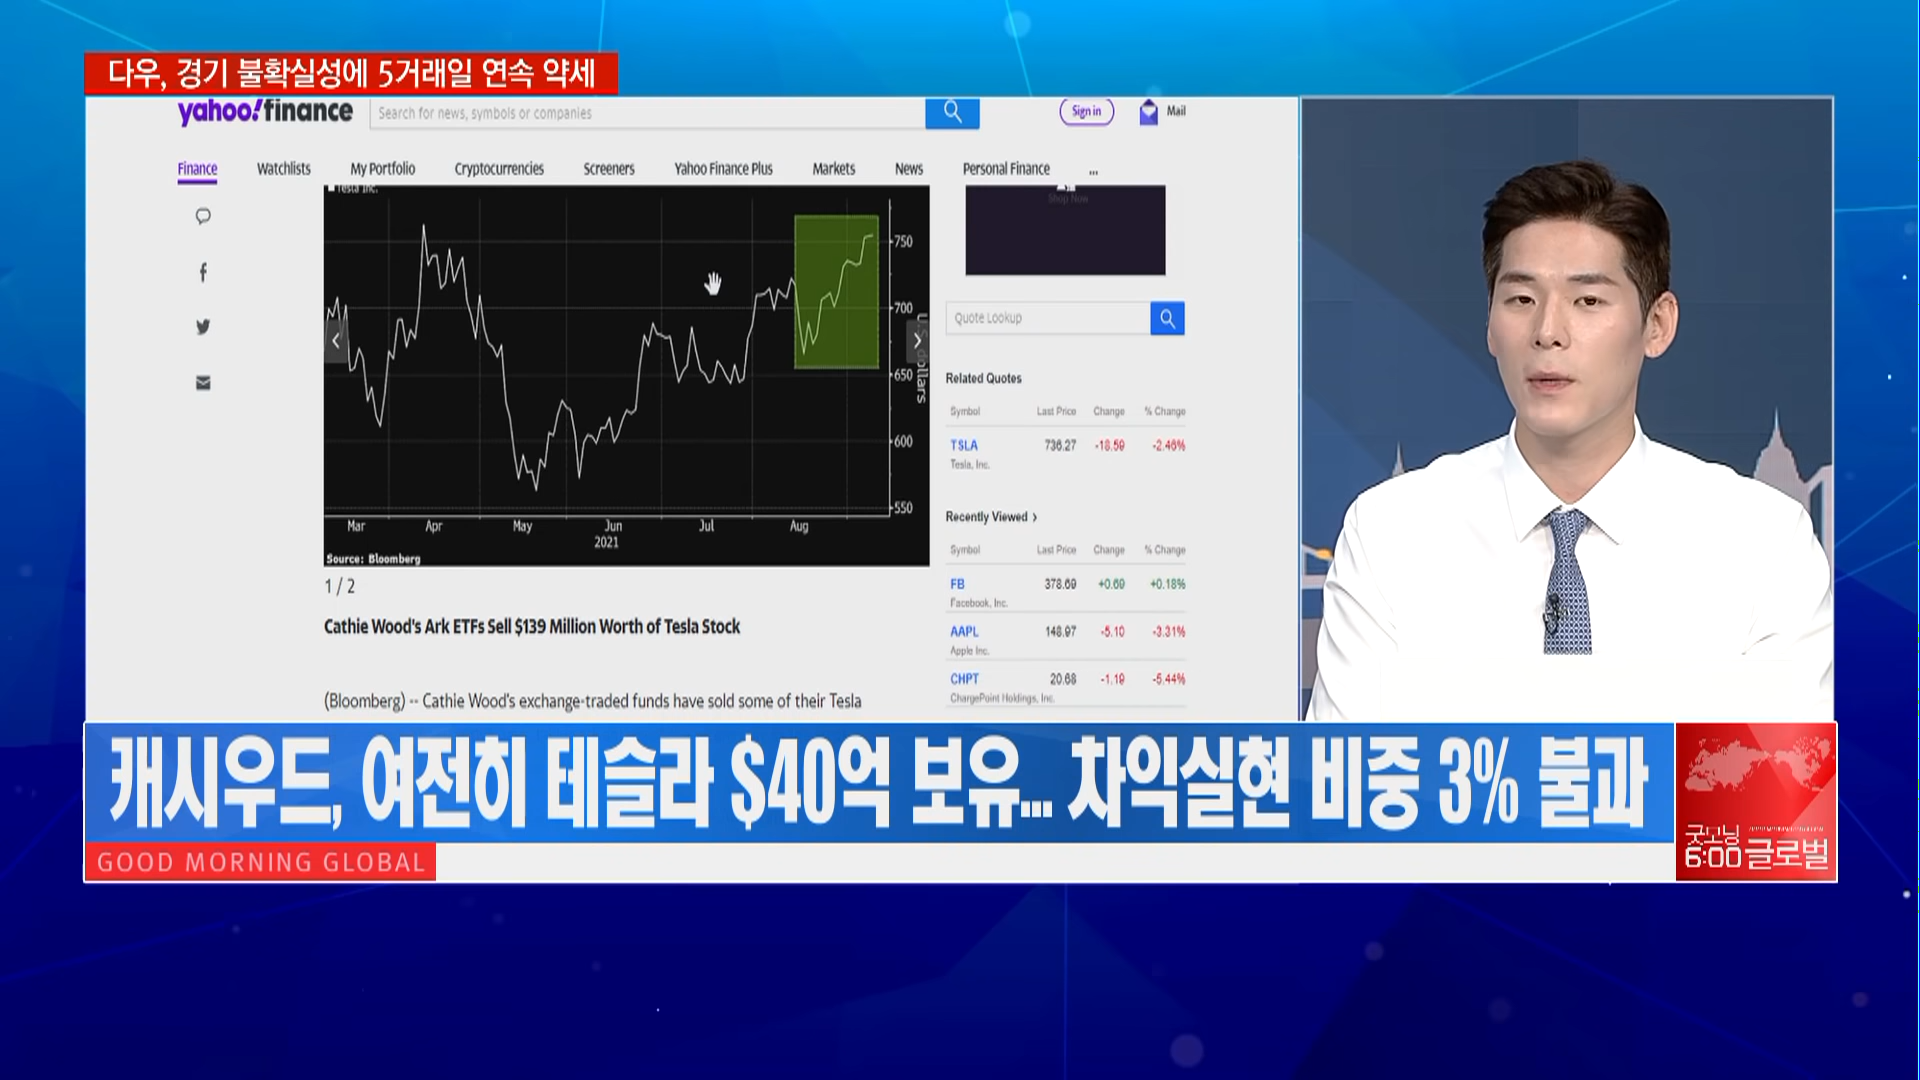 다우, 경기 불확실성에 5거래일 연속 약세
yahoo!finance
Search for news, symbols or companies
Sign in
Mail
Finance
Watchlists
My Portfolio
Cryptocurrencies
Screeners
Yahoo Finance Plus
Markets
News
Personal Finance
...
Tesla Inc.
Shop Now
750
700
650
600
550
U.S. dollars
Mar
Apr
May
Jun
Jul
Aug
2021
Source: Bloomberg
1 / 2
Cathie Wood's Ark ETFs Sell $139 Million Worth of Tesla Stock
(Bloomberg) -- Cathie Wood's exchange-traded funds have sold some of their Tesla
Quote Lookup
Related Quotes
Symbol Last Price Change % Change
TSLA 736.27 -18.59 -2.46%
Tesla, Inc.
Recently Viewed >
Symbol Last Price Change % Change
FB 378.69 +0.69 +0.18%
Facebook, Inc.
AAPL 148.97 -5.10 -3.31%
Apple Inc.
CHPT 20.68 -1.19 -5.44%
ChargePoint Holdings, Inc.
캐시우드, 여전히 테슬라 $40억 보유... 차익실현 비중 3% 불과
GOOD MORNING GLOBAL
굿모닝
6:00 글로벌